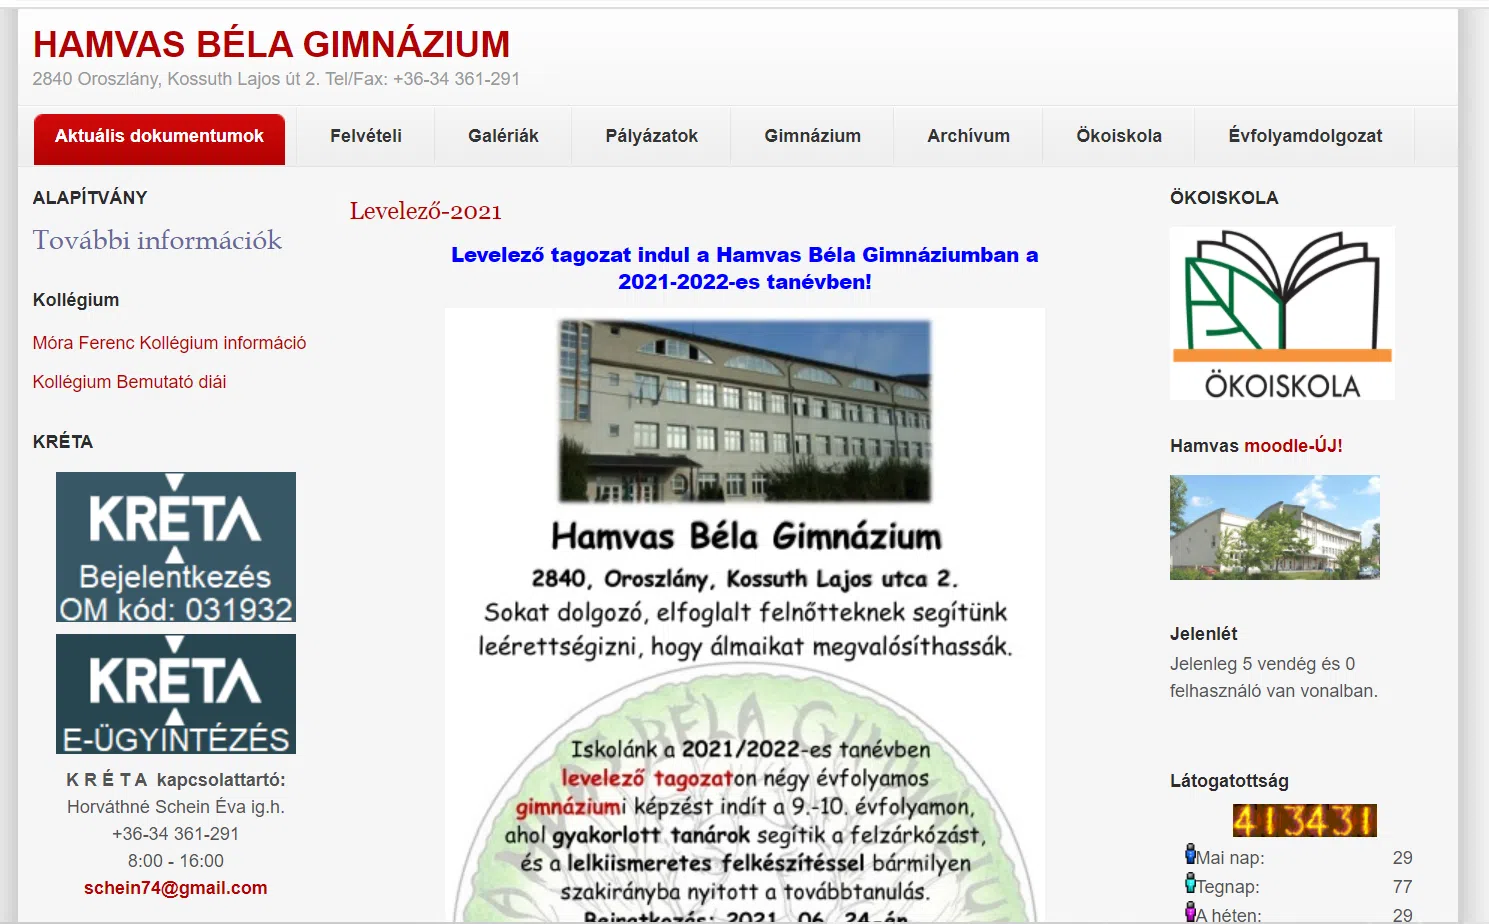 HAMVAS BÉLA GIMNÁZIUM
2840 Oroszlány, Kossuth Lajos út 2. Tel/Fax: +36-34 361-291
Aktuális dokumentumok
Felvételi
Galériák
Pályázatok
Gimnázium
Archívum
Ökoiskola
Évfolyamdolgozat
ALAPÍTVÁNY
További információk
Kollégium
Móra Ferenc Kollégium információ
Kollégium Bemutató diái
KRÉTA
KRÉTA
Bejelentkezés
OM kód: 031932
KRÉTA
E-ÜGYINTÉZÉS
K R É T A kapcsolattartó:
Horváthné Schein Éva ig.h.
+36-34 361-291
8:00 - 16:00
schein74@gmail.com
Levelező-2021
Levelező tagozat indul a Hamvas Béla Gimnáziumban a
2021-2022-es tanévben!
Hamvas Béla Gimnázium
2840, Oroszlány, Kossuth Lajos utca 2.
Sokat dolgozó, elfoglalt felnőtteknek segítünk
leérettségizni, hogy álmaikat megvalósíthassák.
Iskolánk a 2021/2022-es tanévben
levelező tagozaton négy évfolyamos
gimnáziumi képzést indít a 9.-10. évfolyamon,
ahol gyakorlott tanárok segítik a felzárkózást,
és a lelkiismeretes felkészítéssel bármilyen
szakirányba nyitott a továbbtanulás.
Beiratkozás: 2021. 06. 24-én
ÖKOISKOLA
ÖKOISKOLA
Hamvas moodle-ÚJ!
Jelenlét
Jelenleg 5 vendég és 0
felhasználó van vonalban.
Látogatottság
413431
Mai nap: 29
Tegnap: 77
A héten: 29